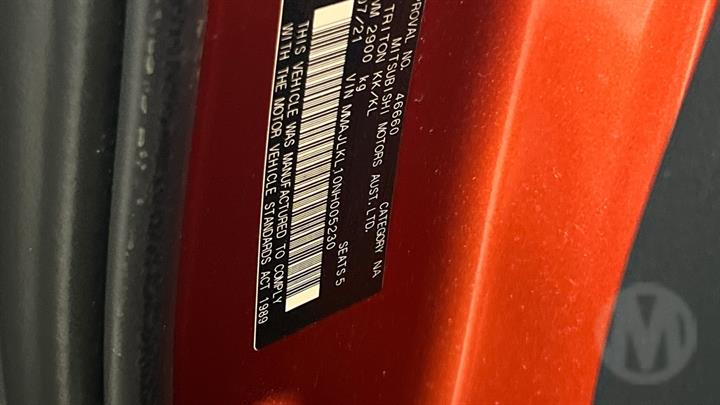 PROVAL NO. 46660 CATEGORY NA
MITSUBISHI MOTORS AUST.LTD.
TRITON KK/KL
VM 2900 kg
07/21 VIN MMAJLKL10NH005230
SEATS 5
THIS VEHICLE WAS MANUFACTURED TO COMPLY
WITH THE MOTOR VEHICLE STANDARDS ACT 1989
M